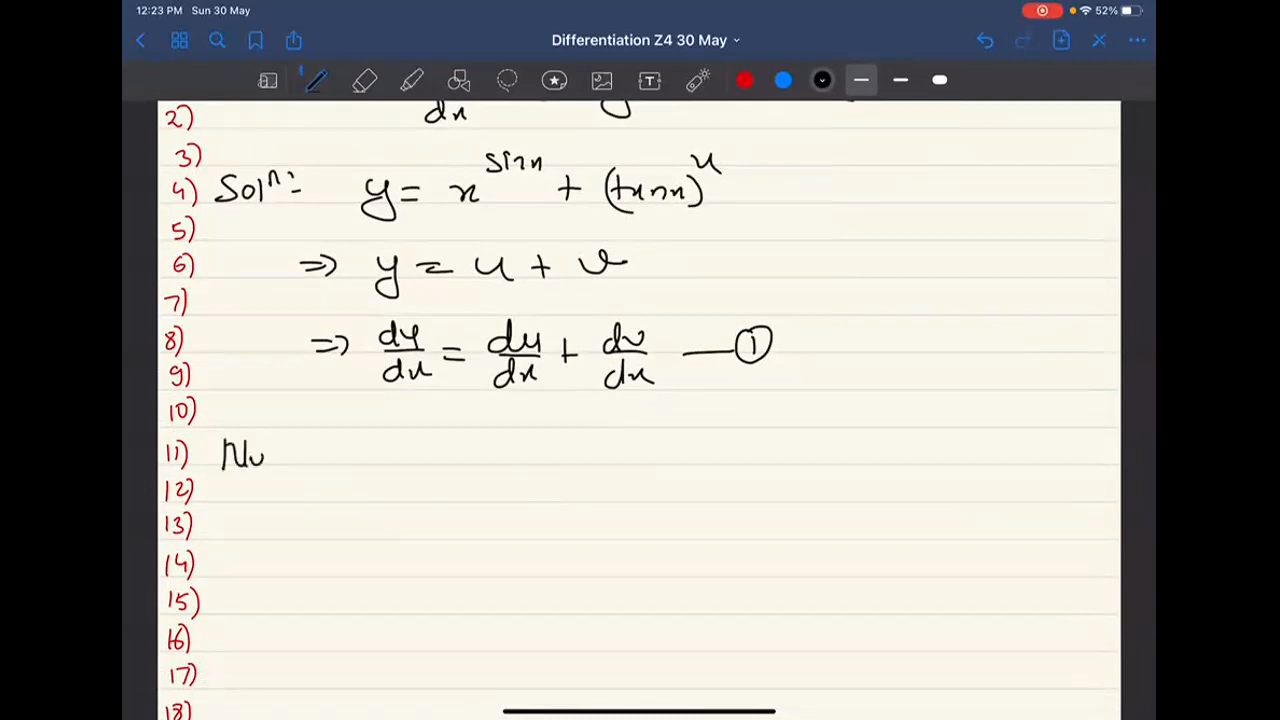 12:23 PM Sun 30 May 52%
Differentiation Z4 30 May
2) dx y
3)
4) Solⁿ:- y = x^sinx + (tanx)^x
5)
6) => y = u + v
7)
8) => dy/dx = du/dx + dv/dx —①
9)
10)
11)
12)
13)
14)
15)
16)
17)
18)